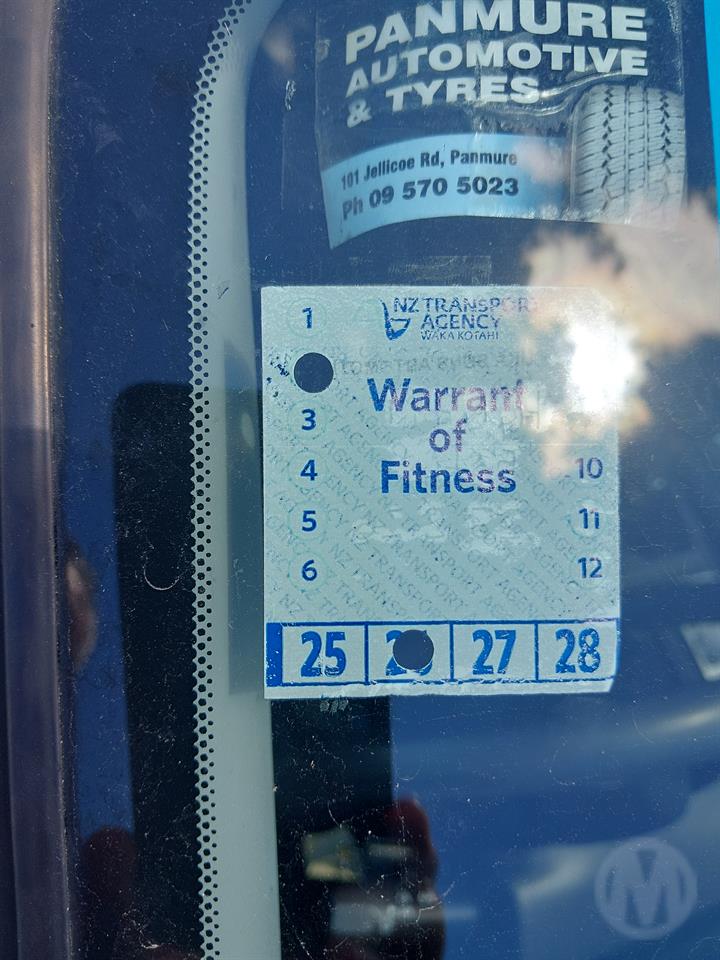 PANMURE
AUTOMOTIVE
& TYRES
101 Jellicoe Rd, Panmure
Ph 09 570 5023
NZ TRANSPORT
AGENCY
WAKA KOTAHI
1
Warrant
of
Fitness
3
4 10
5 11
6 12
25 27 28
M